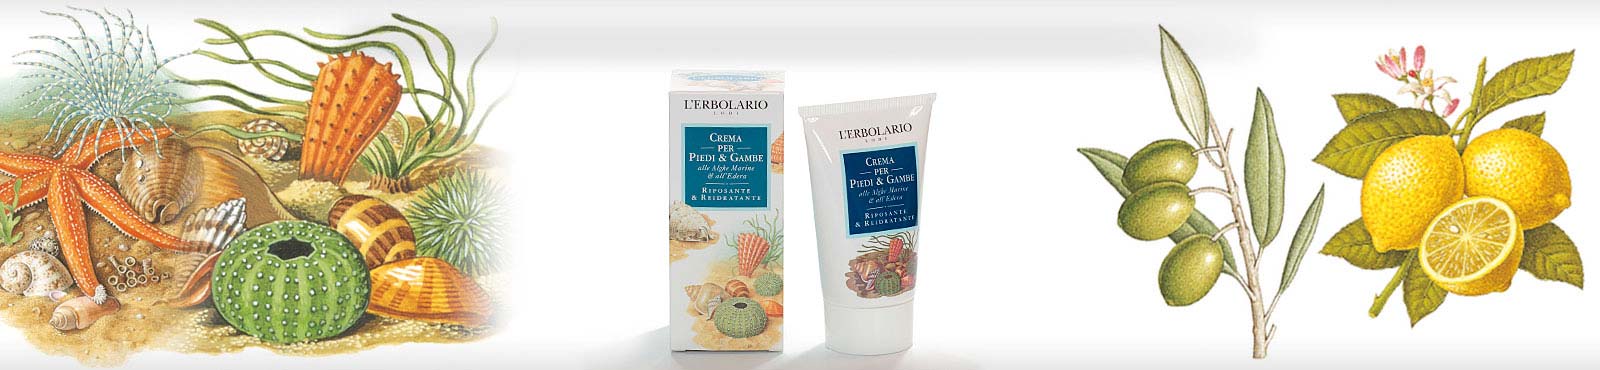 L'ERBOLARIO
LODI
CREMA
PER
PIEDI & GAMBE
alle Alghe Marine
& all'Edera
RIPOSANTE
& REIDRATANTE
L'ERBOLARIO
LODI
CREMA
PER
PIEDI & GAMBE
alle Alghe Marine
& all'Edera
RIPOSANTE
& REIDRATANTE